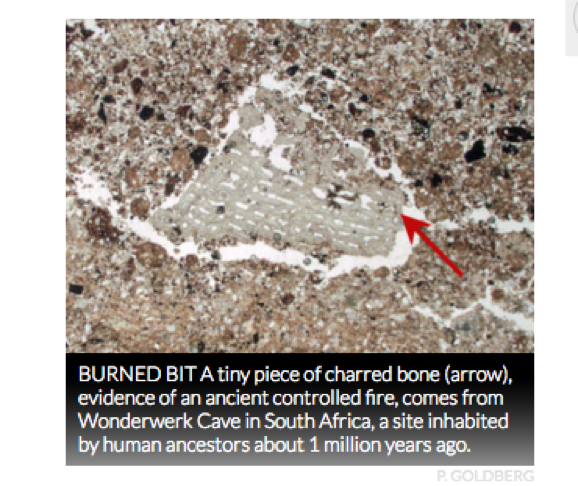 BURNED BIT A tiny piece of charred bone (arrow),
evidence of an ancient controlled fire, comes from
Wonderwerk Cave in South Africa, a site inhabited
by human ancestors about 1 million years ago.
P. GOLDBERG